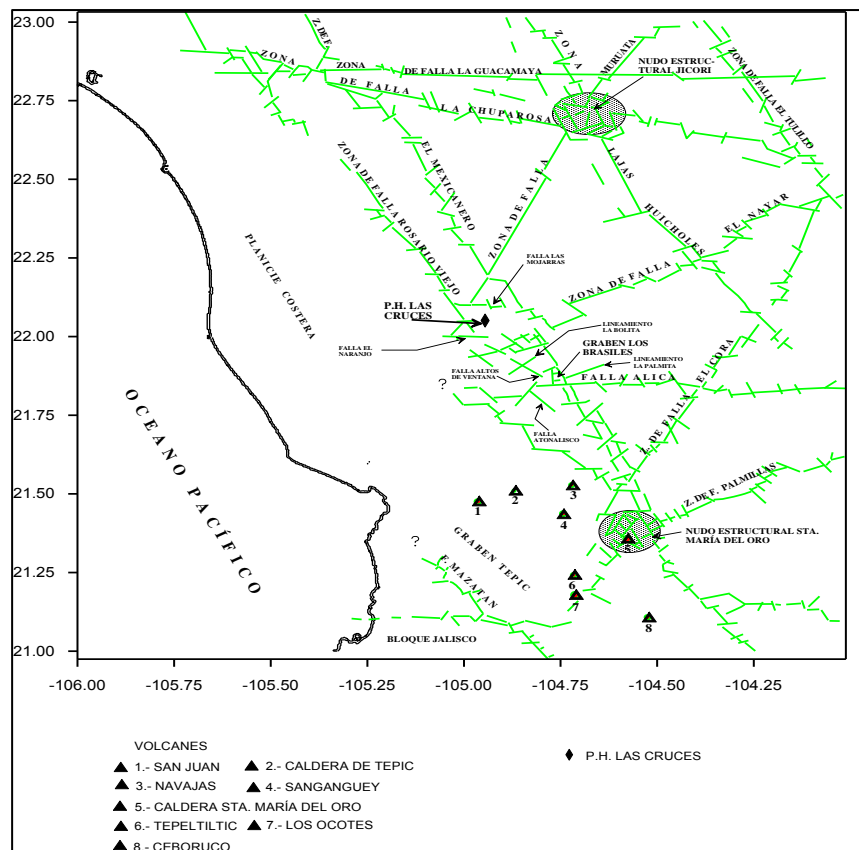 23.00
22.75
22.50
22.25
22.00
21.75
21.50
21.25
21.00
-106.00
-105.75
-105.50
-105.25
-105.00
-104.75
-104.50
-104.25
Z. DE F.
ZONA
ZONA
DE FALLA LA GUACAMAYA
DE FALLA
LA CHUPAROSA
ZONA
MURUATA
NUDO ESTRUC-
TURAL JICORI
ZONA DE FALLA EL TULILLO
ZONA DE FALLA ROSARIO VIEJO
EL MEXICANERO
ZONA DE FALLA
LAJAS
HUICHOLES
EL NAYAR
ZONA DE FALLA
PLANICIE COSTERA
FALLA LAS
MOJARRAS
P.H. LAS
CRUCES
FALLA EL
NARANJO
LINEAMIENTO
LA BOLITA
GRABEN LOS
BRASILES
LINEAMIENTO
LA PALMITA
FALLA ALTOS
DE VENTANA
FALLA ALICA
?
FALLA
ATONALISCO
Z. DE FALLA EL CORA
OCEANO PACÍFICO
Z. DE F. PALMILLAS
1
2
3
4
5
NUDO ESTRUCTURAL STA.
MARÍA DEL ORO
?
GRABEN TEPIC
F. MAZATAN
6
7
8
BLOQUE JALISCO
VOLCANES
1.- SAN JUAN
2.- CALDERA DE TEPIC
3.- NAVAJAS
4.- SANGANGUEY
5.- CALDERA STA. MARÍA DEL ORO
6.- TEPELTILTIC
7.- LOS OCOTES
8.- CEBORUCO
P.H. LAS CRUCES